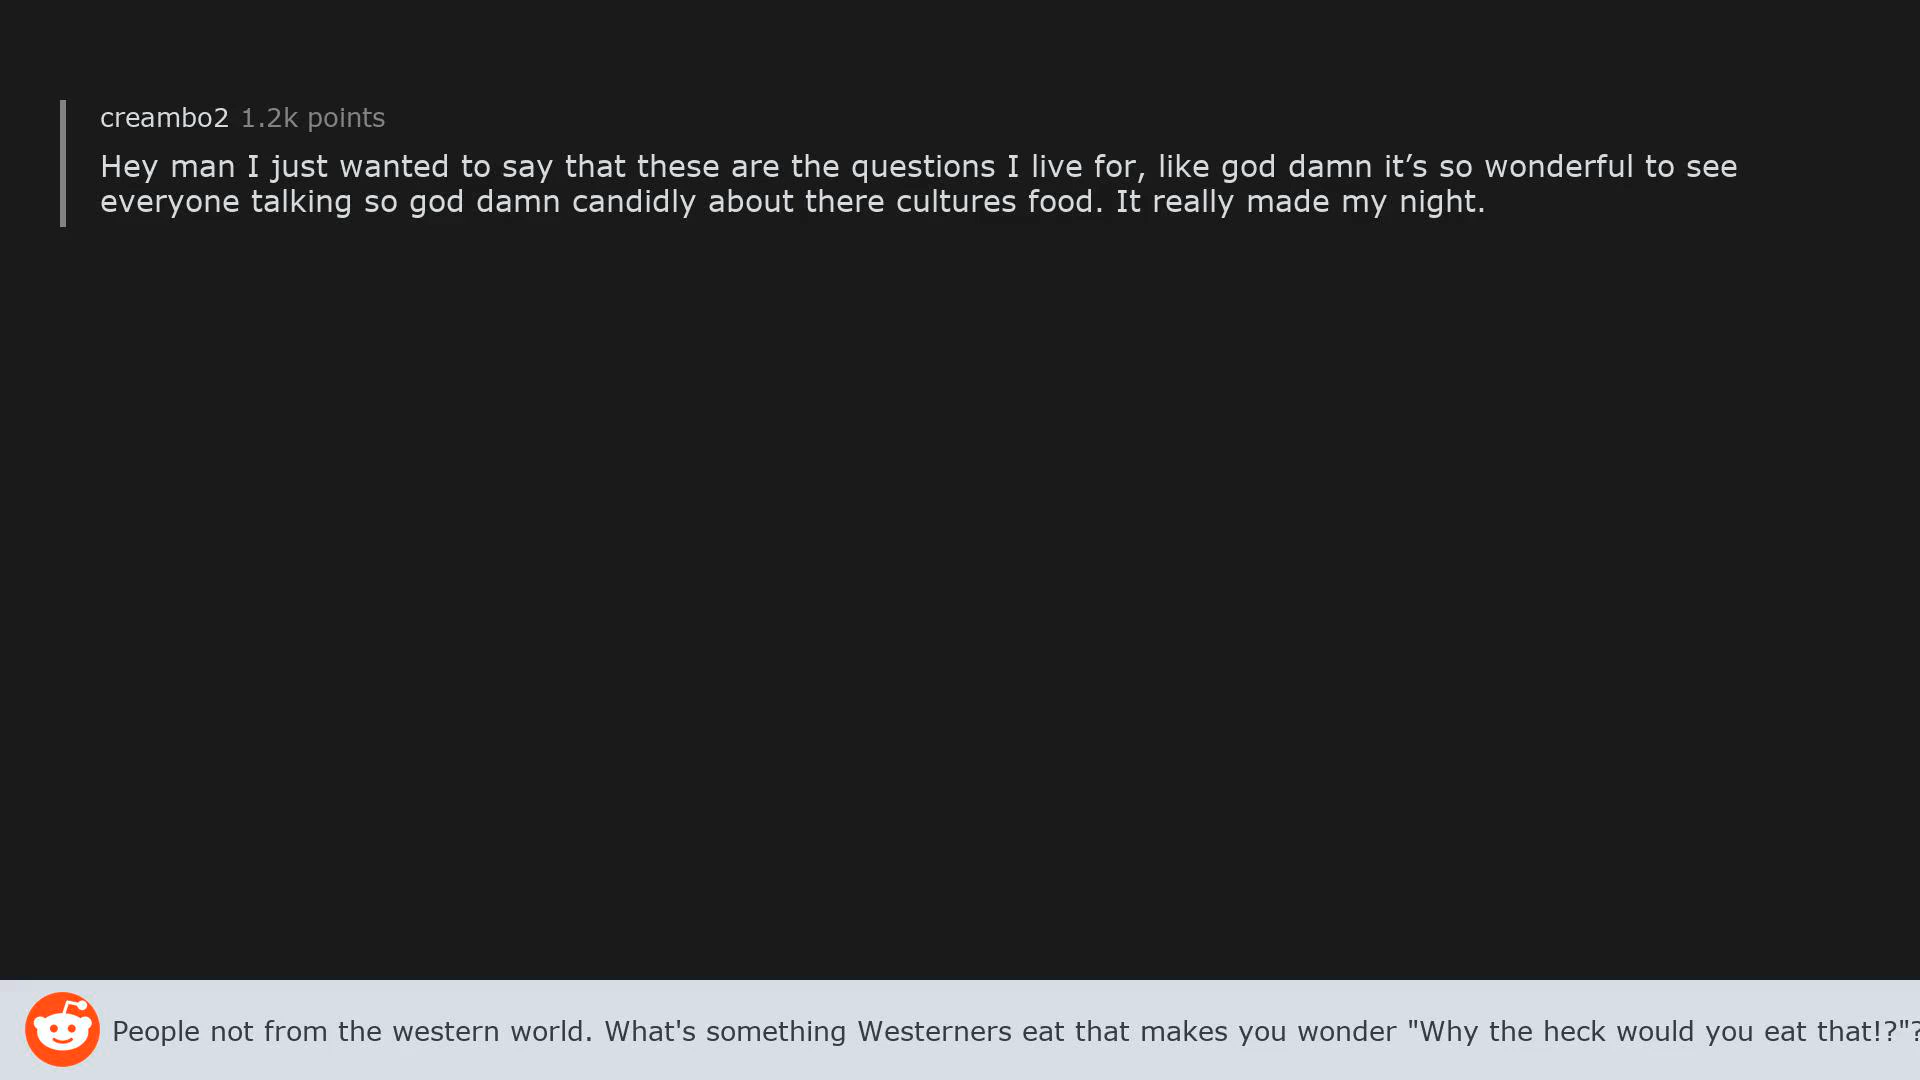 creambo2 1.2k points
Hey man I just wanted to say that these are the questions I live for, like god damn it’s so wonderful to see
everyone talking so god damn candidly about there cultures food. It really made my night.
People not from the western world. What's something Westerners eat that makes you wonder "Why the heck would you eat that!?"?